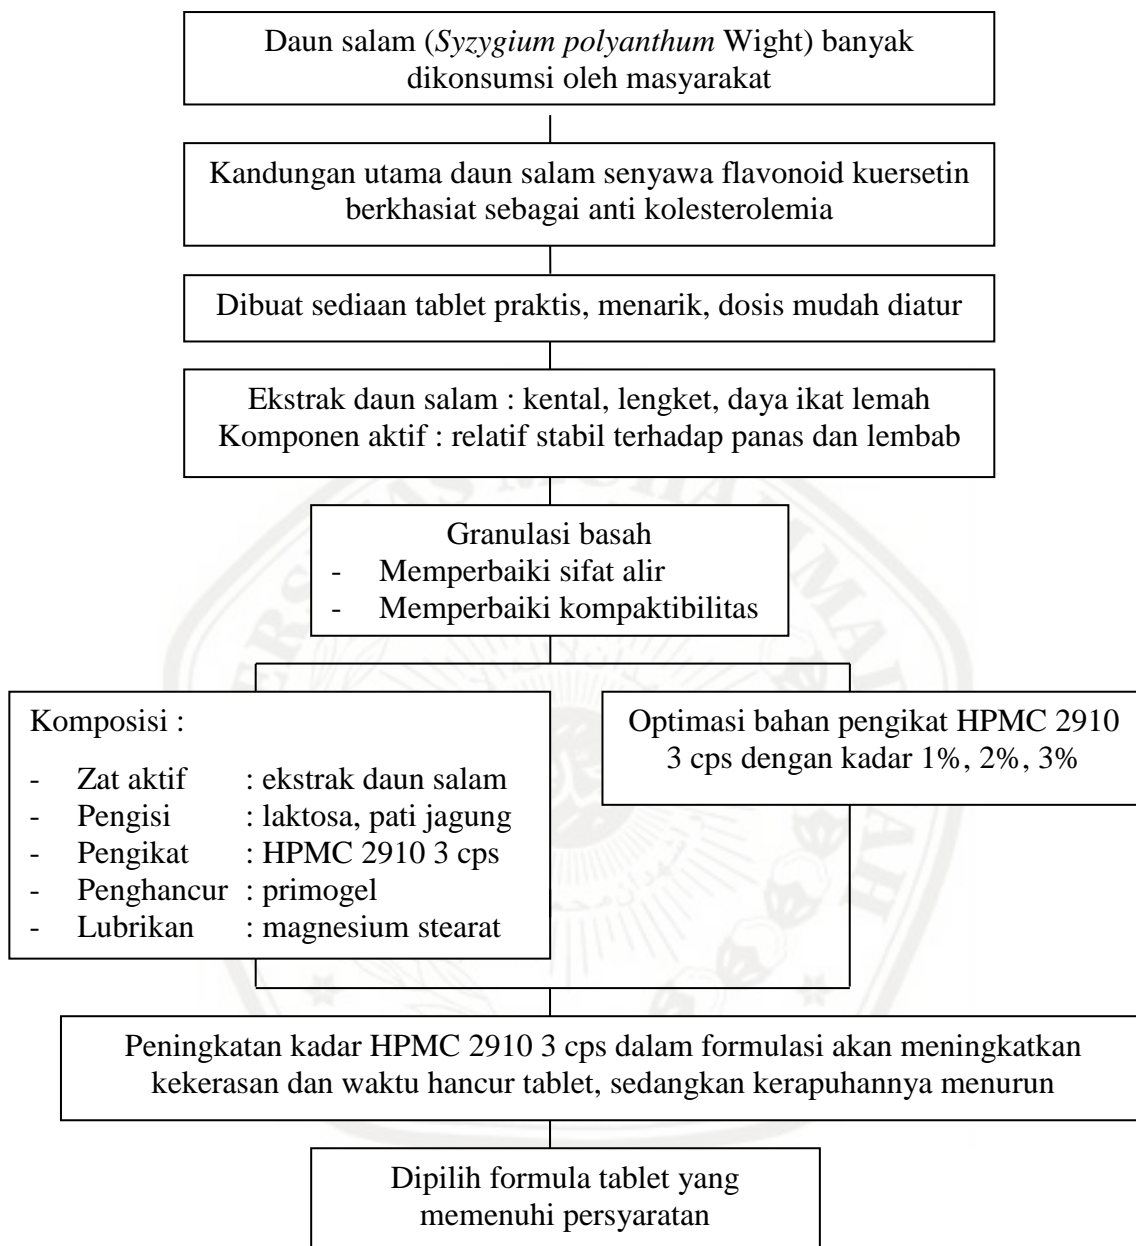 Daun salam (Syzygium polyanthum Wight) banyak
dikonsumsi oleh masyarakat
Kandungan utama daun salam senyawa flavonoid kuersetin
berkhasiat sebagai anti kolesterolemia
Dibuat sediaan tablet praktis, menarik, dosis mudah diatur
Ekstrak daun salam : kental, lengket, daya ikat lemah
Komponen aktif : relatif stabil terhadap panas dan lembab
Granulasi basah
- Memperbaiki sifat alir
- Memperbaiki kompaktibilitas
Komposisi :
- Zat aktif : ekstrak daun salam
- Pengisi : laktosa, pati jagung
- Pengikat : HPMC 2910 3 cps
- Penghancur : primogel
- Lubrikan : magnesium stearat
Optimasi bahan pengikat HPMC 2910
3 cps dengan kadar 1%, 2%, 3%
Peningkatan kadar HPMC 2910 3 cps dalam formulasi akan meningkatkan
kekerasan dan waktu hancur tablet, sedangkan kerapuhannya menurun
Dipilih formula tablet yang
memenuhi persyaratan